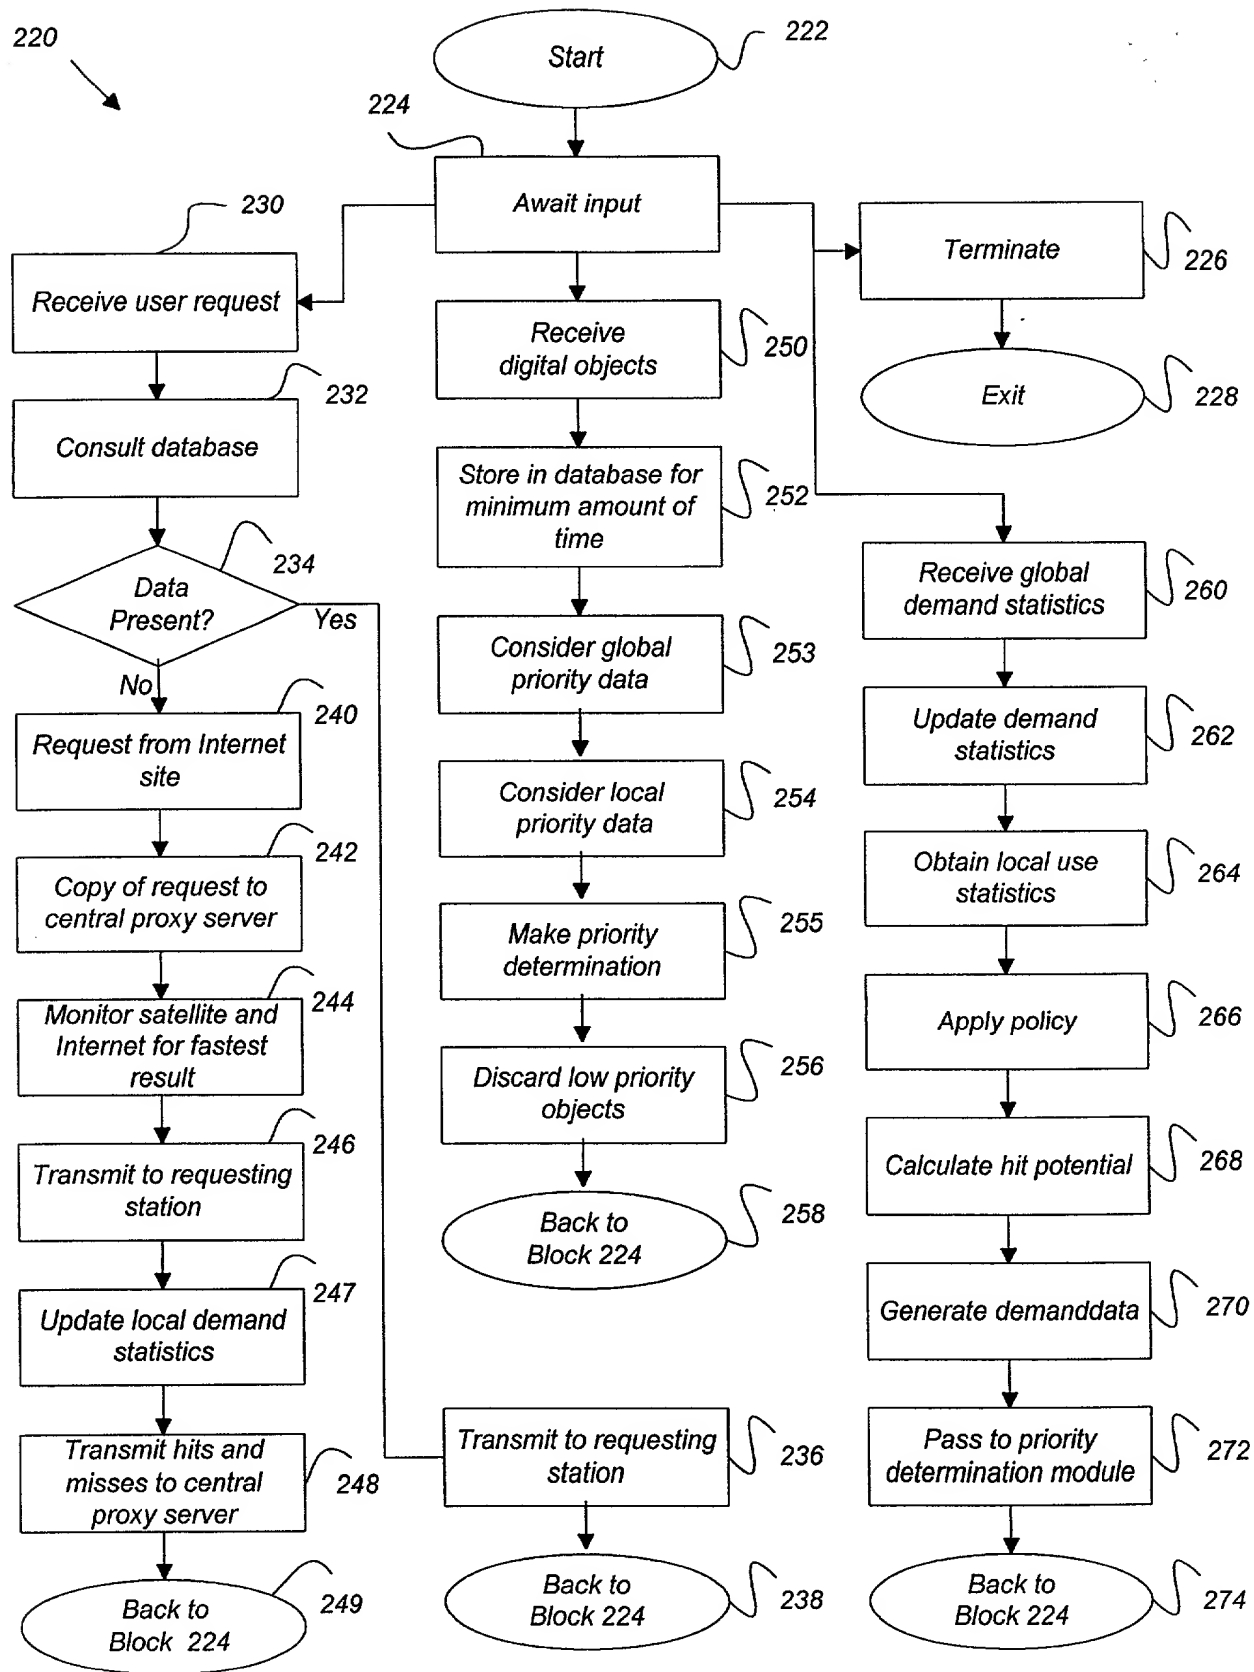 220
Start
222
224
Await input
230
Receive user request
232
Consult database
234
Data
Present?
Yes
No
240
Request from Internet
site
242
Copy of request to
central proxy server
244
Monitor satellite and
Internet for fastest
result
246
Transmit to requesting
station
247
Update local demand
statistics
Transmit hits and
misses to central
proxy server
248
Back to
Block 224
249
Receive
digital objects
250
Store in database for
minimum amount of
time
252
Consider global
priority data
253
Consider local
priority data
254
Make priority
determination
255
Discard low priority
objects
256
Back to
Block 224
258
Transmit to requesting
station
236
Back to
Block 224
238
Terminate
226
Exit
228
Receive global
demand statistics
260
Update demand
statistics
262
Obtain local use
statistics
264
Apply policy
266
Calculate hit potential
268
Generate demanddata
270
Pass to priority
determination module
272
Back to
Block 224
274